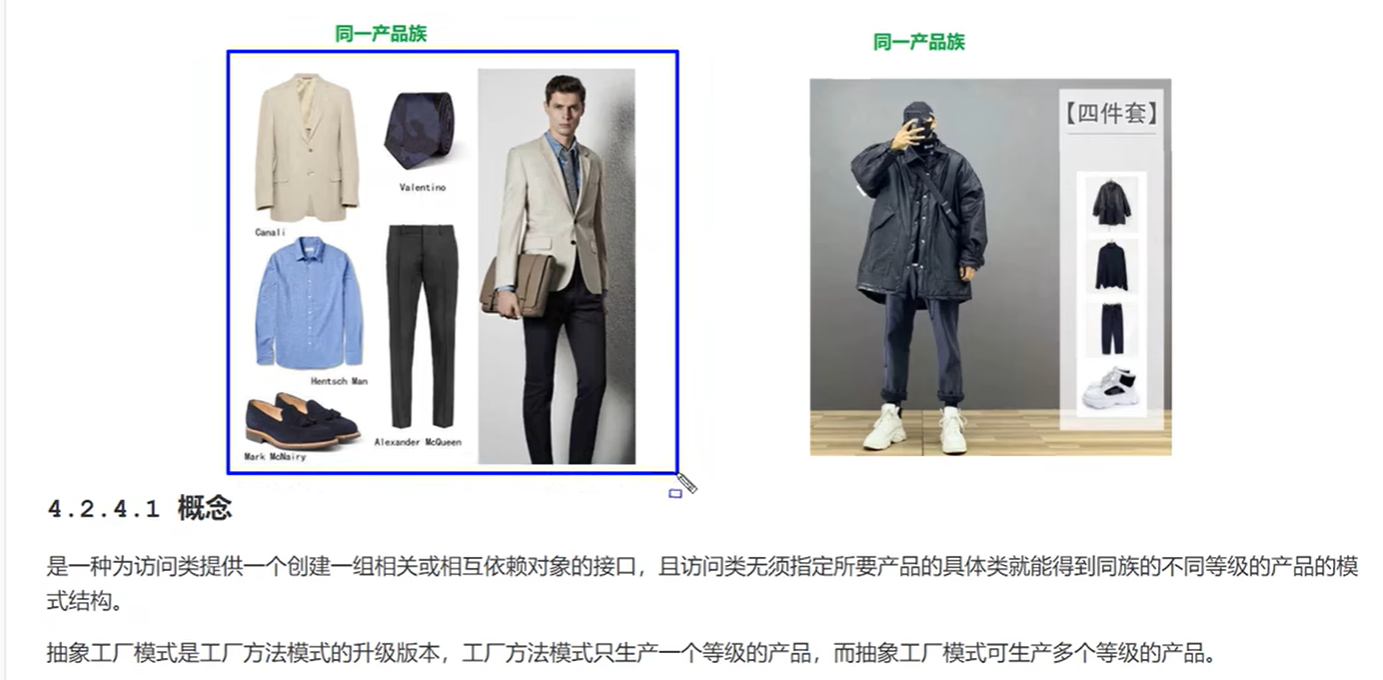 同一产品族
同一产品族
Valentino
Canali
Hentsch Man
Alexander McQueen
Mark McNairy
【四件套】
4.2.4.1 概念
是一种为访问类提供一个创建一组相关或相互依赖对象的接口，且访问类无须指定所要产品的具体类就能得到同族的不同等级的产品的模
式结构。
抽象工厂模式是工厂方法模式的升级版本，工厂方法模式只生产一个等级的产品，而抽象工厂模式可生产多个等级的产品。